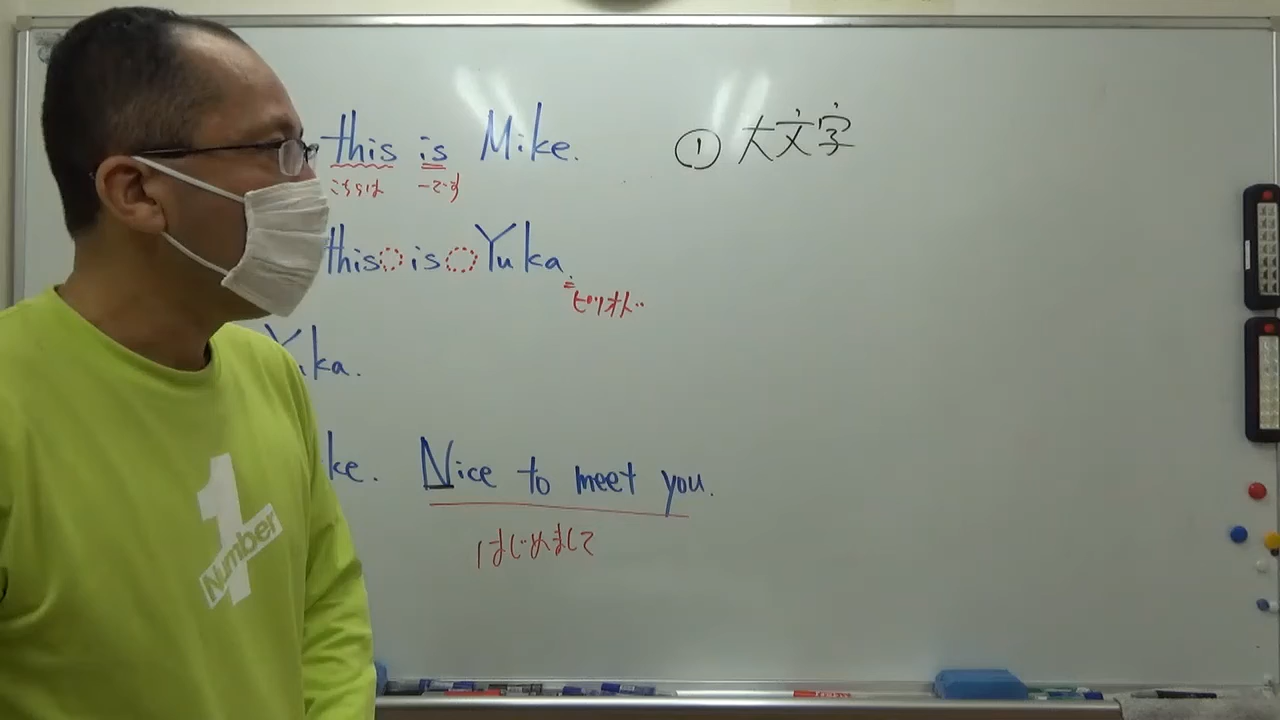 this is Mike.
こちらは ～です
① 大文字
this is Yuka.
ピリオド
Yuka.
ke. Nice to meet you.
はじめまして
1
Number